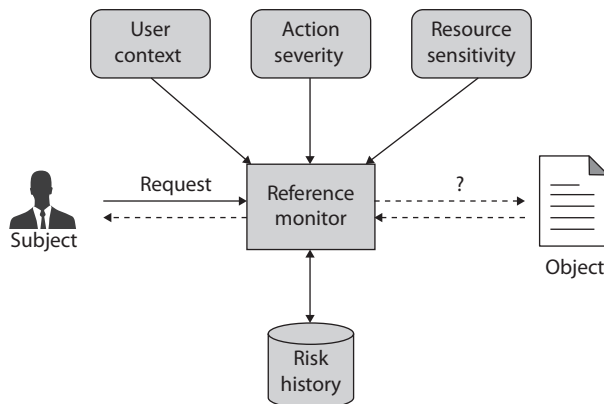 User
context
Action
severity
Resource
sensitivity
Request
?
Reference
monitor
Subject
Object
Risk
history